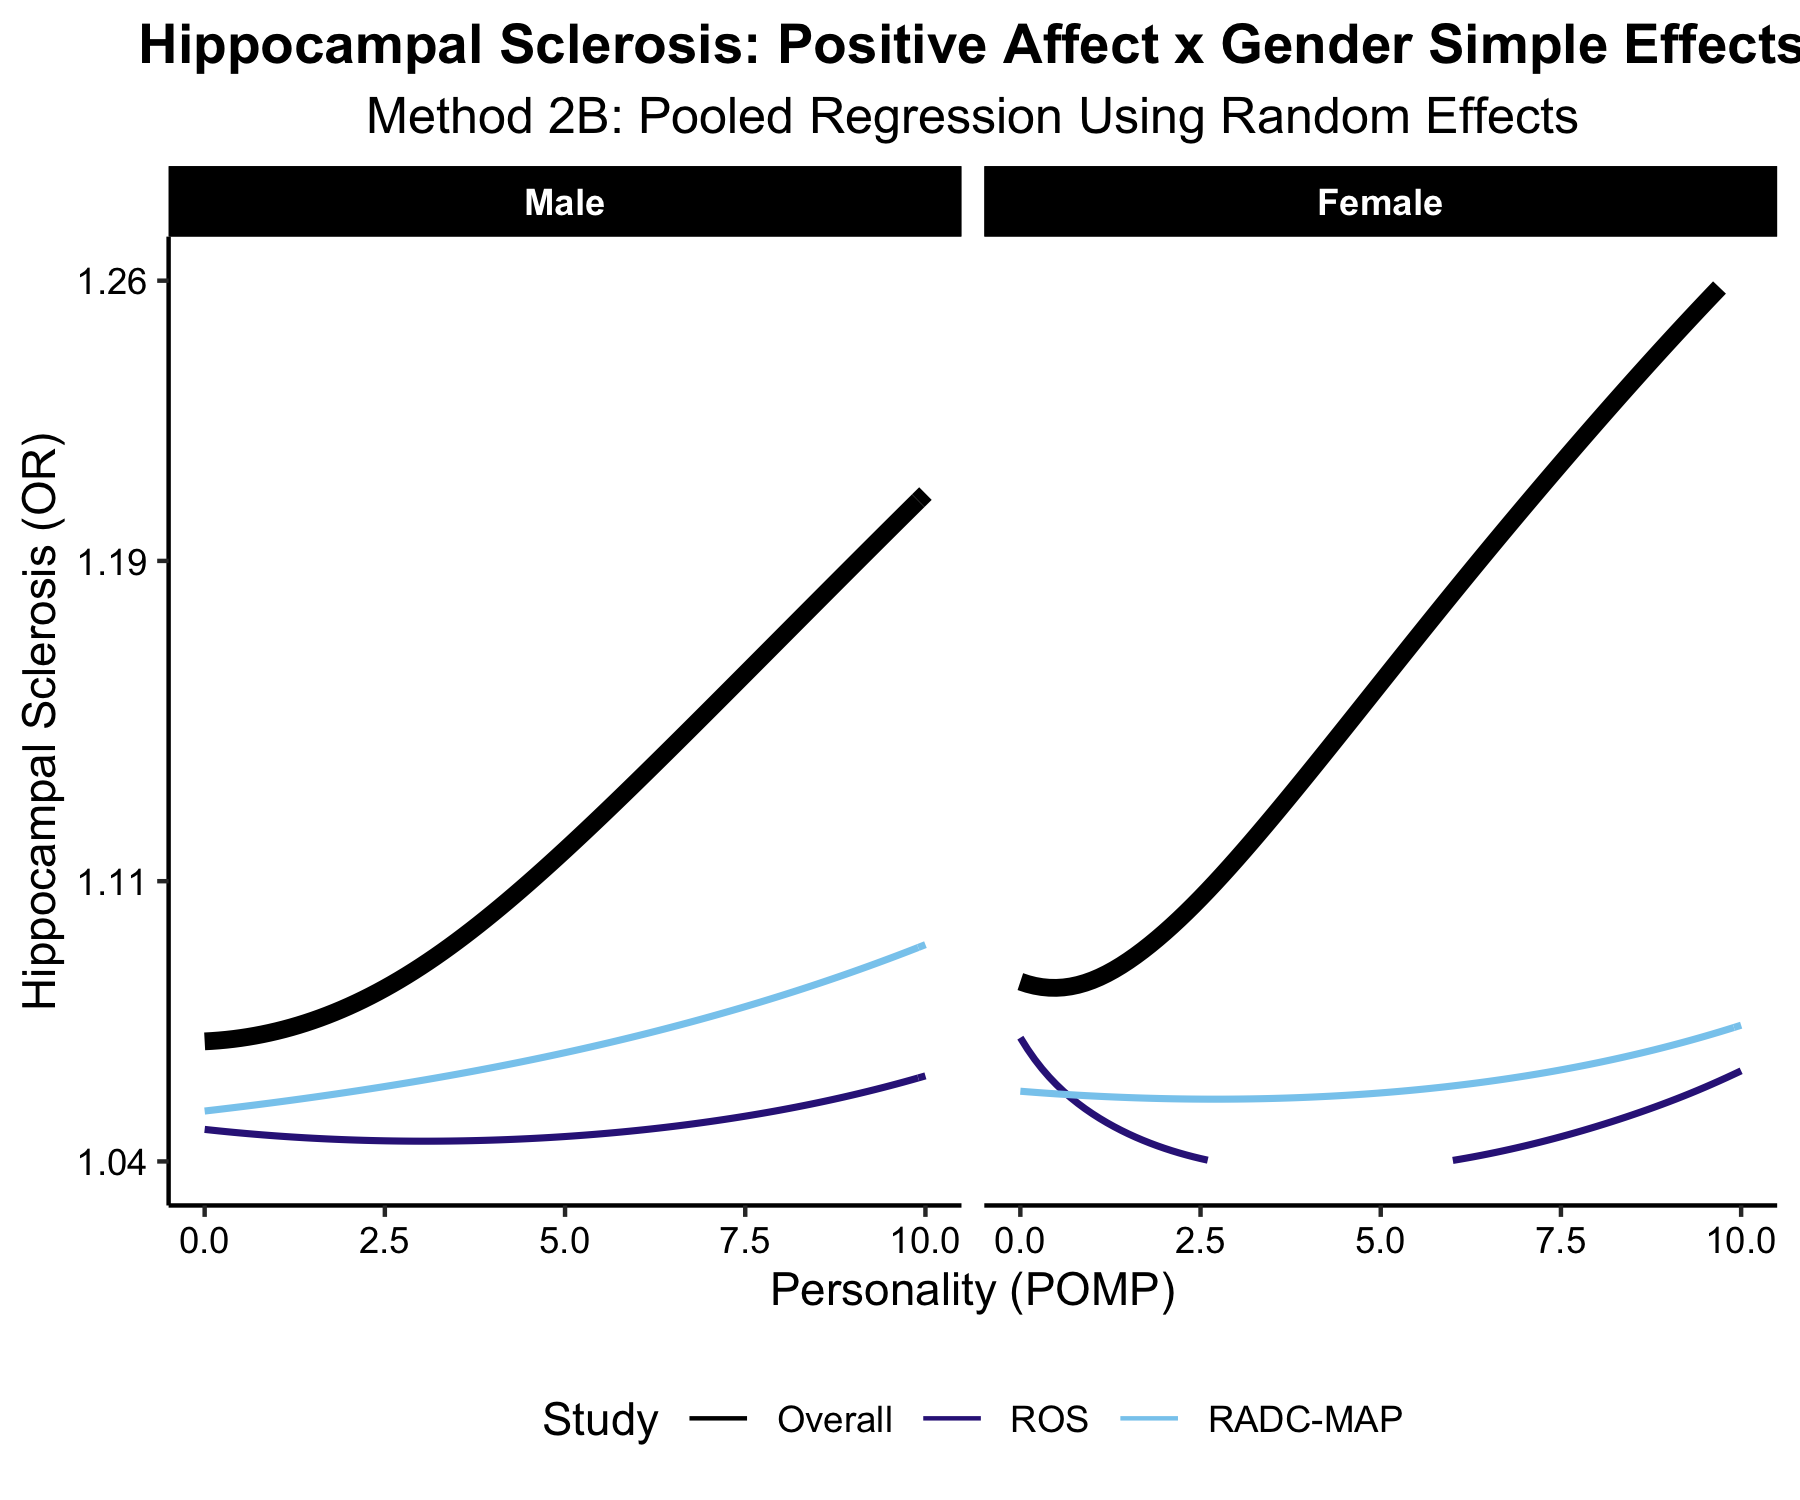 Hippocampal Sclerosis: Positive Affect x Gender Simple Effects
Method 2B: Pooled Regression Using Random Effects
Male Female
Hippocampal Sclerosis (OR)
1.26
1.19
1.11
1.04
0.0 2.5 5.0 7.5 10.0 0.0 2.5 5.0 7.5 10.0
Personality (POMP)
Study Overall ROS RADC-MAP